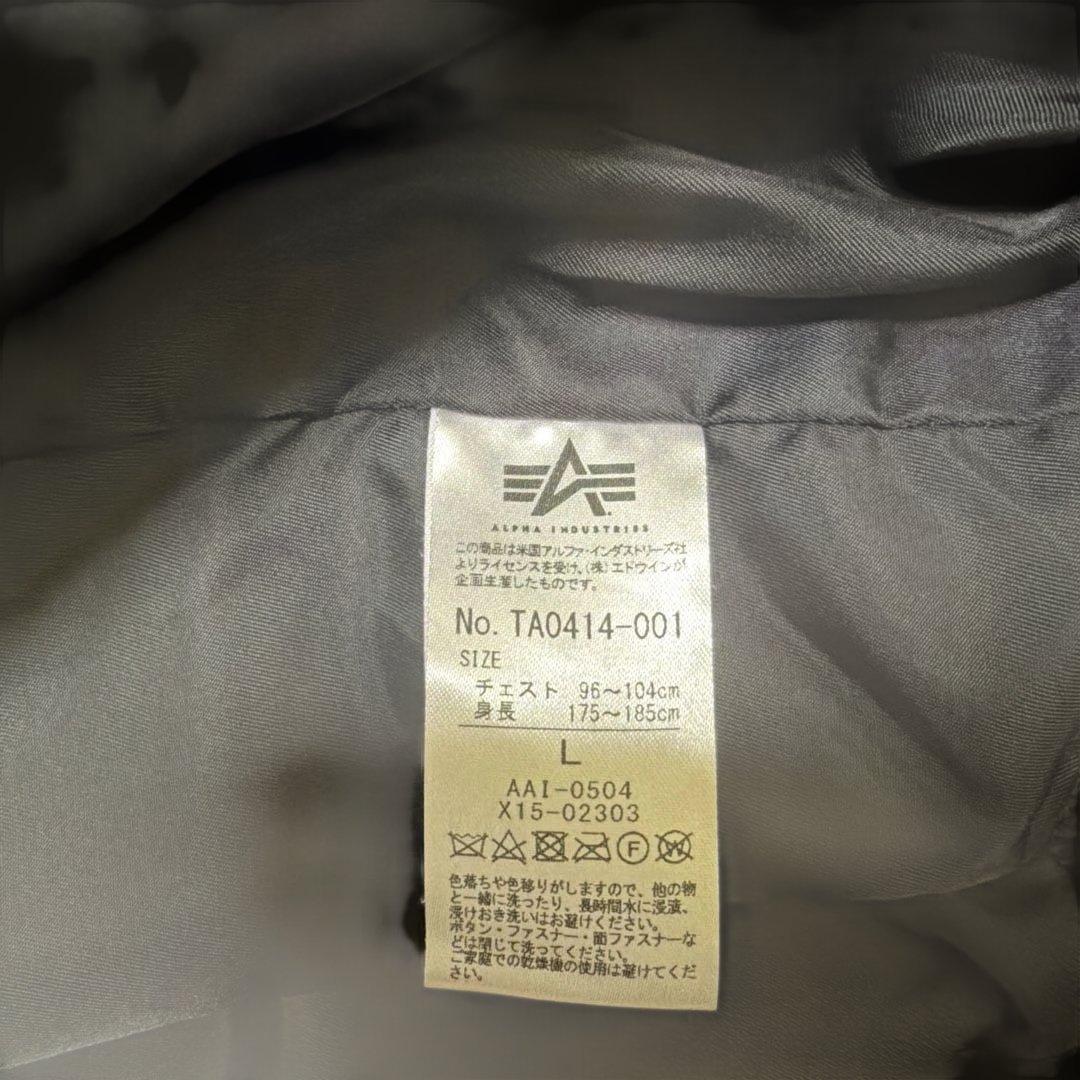 ALPHA INDUSTRIES
この商品は米国アルファ・インダストリーズ社
よりライセンスを受け、(株)エドウインが
企画生産したものです。
No. TA0414-001
SIZE
チェスト 96～104cm
身長 175～185cm
L
AAI-0504
X15-02303
F W
色落ちや色移りがしますので、他の物
と一緒に洗ったり、長時間水に浸漬、
浸けおき洗いはお避けください。
ボタン・ファスナー・面ファスナーな
どは閉じて洗ってください。
ご家庭での乾燥機の使用は避けてくだ
さい。